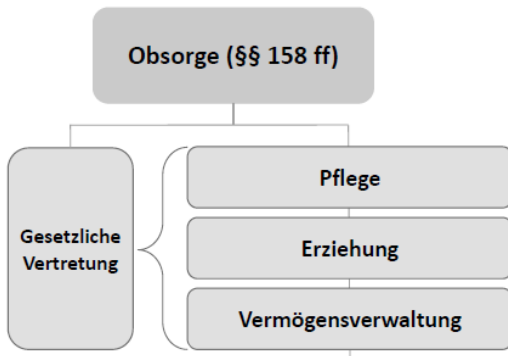 Obsorge (§§ 158 ff)
Gesetzliche
Vertretung
Pflege
Erziehung
Vermögensverwaltung